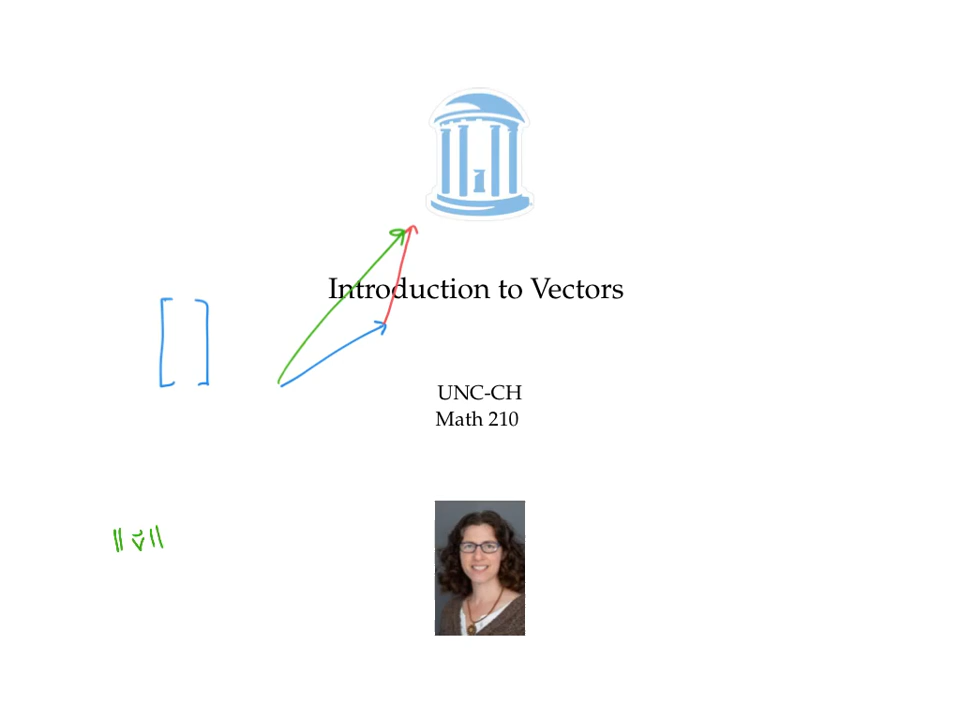 Introduction to Vectors
[ ]
UNC-CH
Math 210
||v⃗||